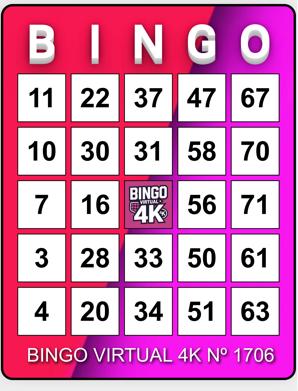 B I N G O
11 22 37 47 67
10 30 31 58 70
7 16 BINGO VIRTUAL 4K 56 71
3 28 33 50 61
4 20 34 51 63
BINGO VIRTUAL 4K Nº 1706